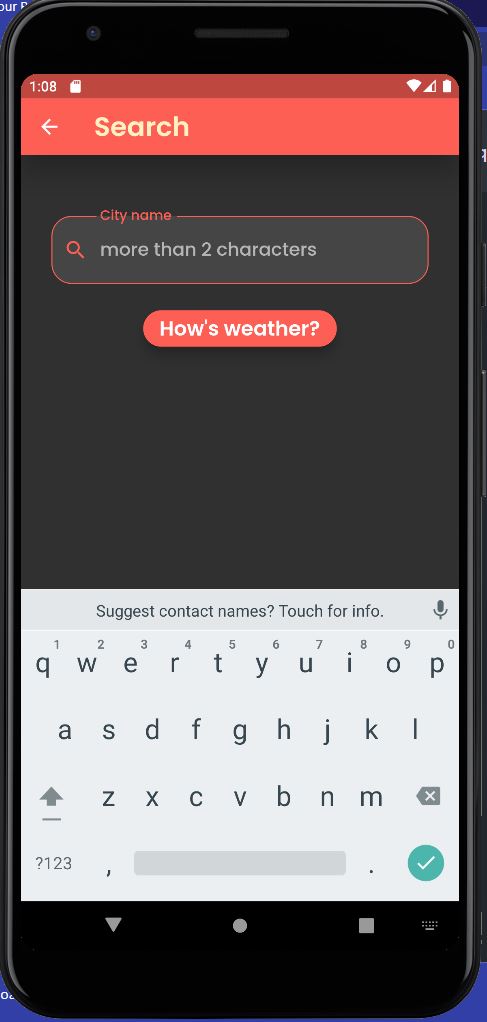 1:08
Search
City name
more than 2 characters
How's weather?
Suggest contact names? Touch for info.
1 2 3 4 5 6 7 8 9 0
q w e r t y u i o p
a s d f g h j k l
z x c v b n m
?123 , .